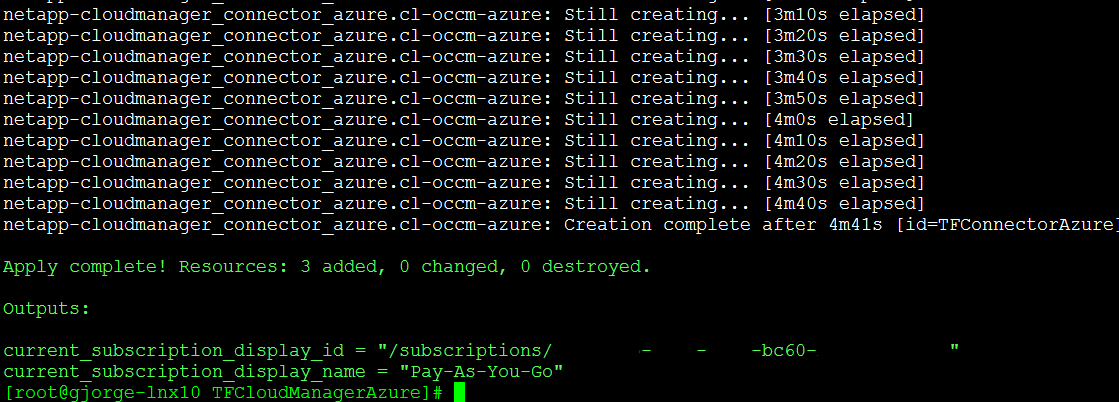 netapp-cloudmanager_connector_azure.cl-occm-azure: Still creating... [3m10s elapsed]
netapp-cloudmanager_connector_azure.cl-occm-azure: Still creating... [3m20s elapsed]
netapp-cloudmanager_connector_azure.cl-occm-azure: Still creating... [3m30s elapsed]
netapp-cloudmanager_connector_azure.cl-occm-azure: Still creating... [3m40s elapsed]
netapp-cloudmanager_connector_azure.cl-occm-azure: Still creating... [3m50s elapsed]
netapp-cloudmanager_connector_azure.cl-occm-azure: Still creating... [4m0s elapsed]
netapp-cloudmanager_connector_azure.cl-occm-azure: Still creating... [4m10s elapsed]
netapp-cloudmanager_connector_azure.cl-occm-azure: Still creating... [4m20s elapsed]
netapp-cloudmanager_connector_azure.cl-occm-azure: Still creating... [4m30s elapsed]
netapp-cloudmanager_connector_azure.cl-occm-azure: Still creating... [4m40s elapsed]
netapp-cloudmanager_connector_azure.cl-occm-azure: Creation complete after 4m41s [id=TFConnectorAzure]
Apply complete! Resources: 3 added, 0 changed, 0 destroyed.
Outputs:
current_subscription_display_id = "/subscriptions/ - - -bc60- "
current_subscription_display_name = "Pay-As-You-Go"
[root@gjorge-lnx10 TFCloudManagerAzure]#